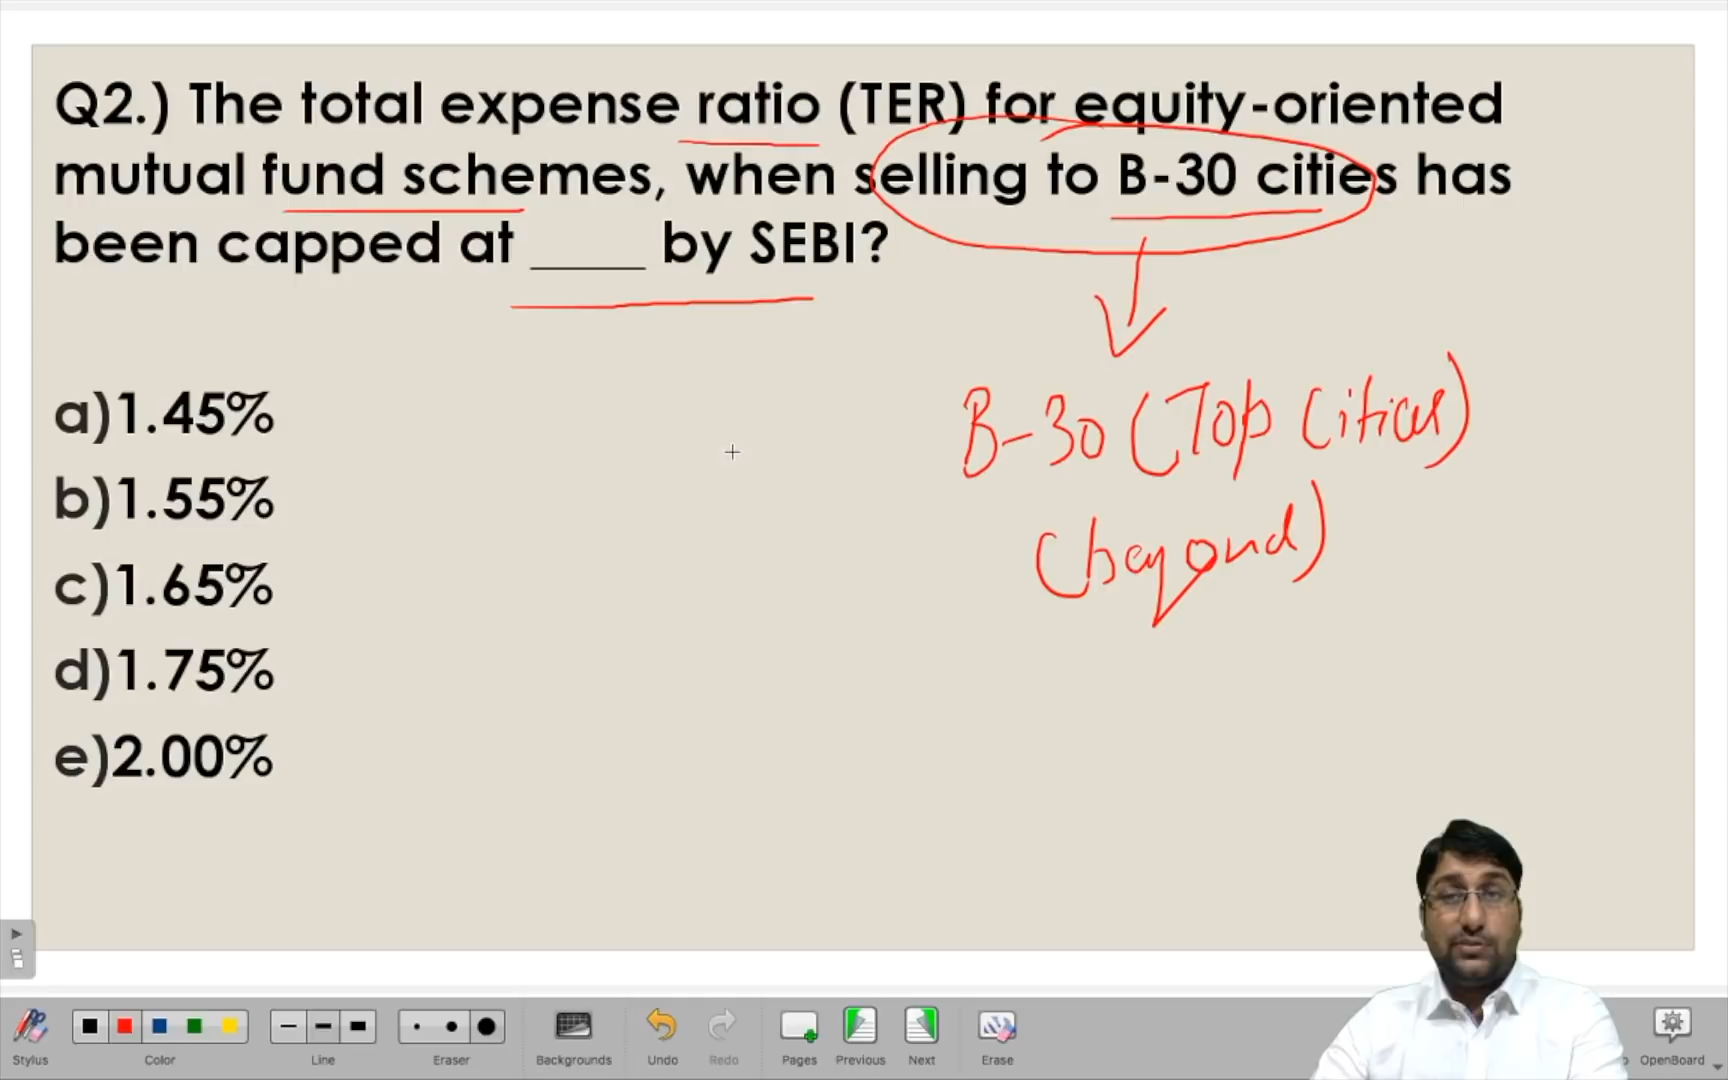 Q2.) The total expense ratio (TER) for equity-oriented
mutual fund schemes, when selling to B-30 cities has
been capped at ____ by SEBI?
B-30 (Top Cities)
(beyond)
a)1.45%
b)1.55%
c)1.65%
d)1.75%
e)2.00%
Stylus
Color
Line
Eraser
Backgrounds
Undo
Redo
Pages
Previous
Next
Erase
OpenBoard